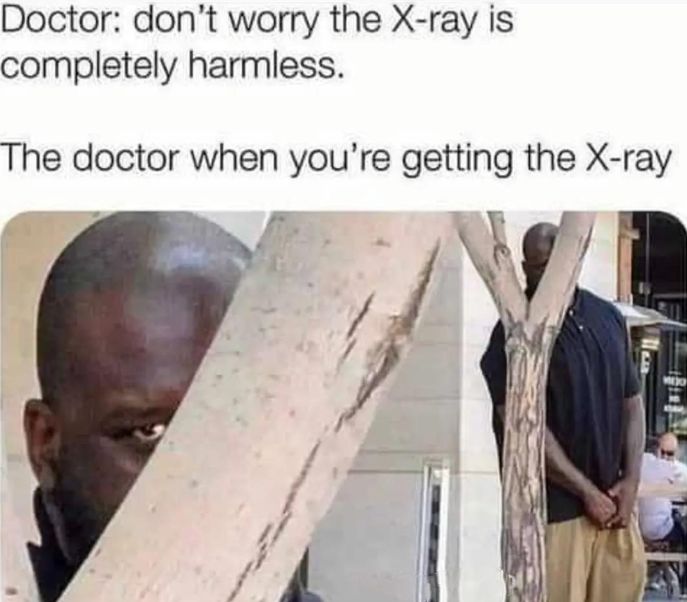 Doctor: don't worry the X-ray is
completely harmless.
The doctor when you're getting the X-ray